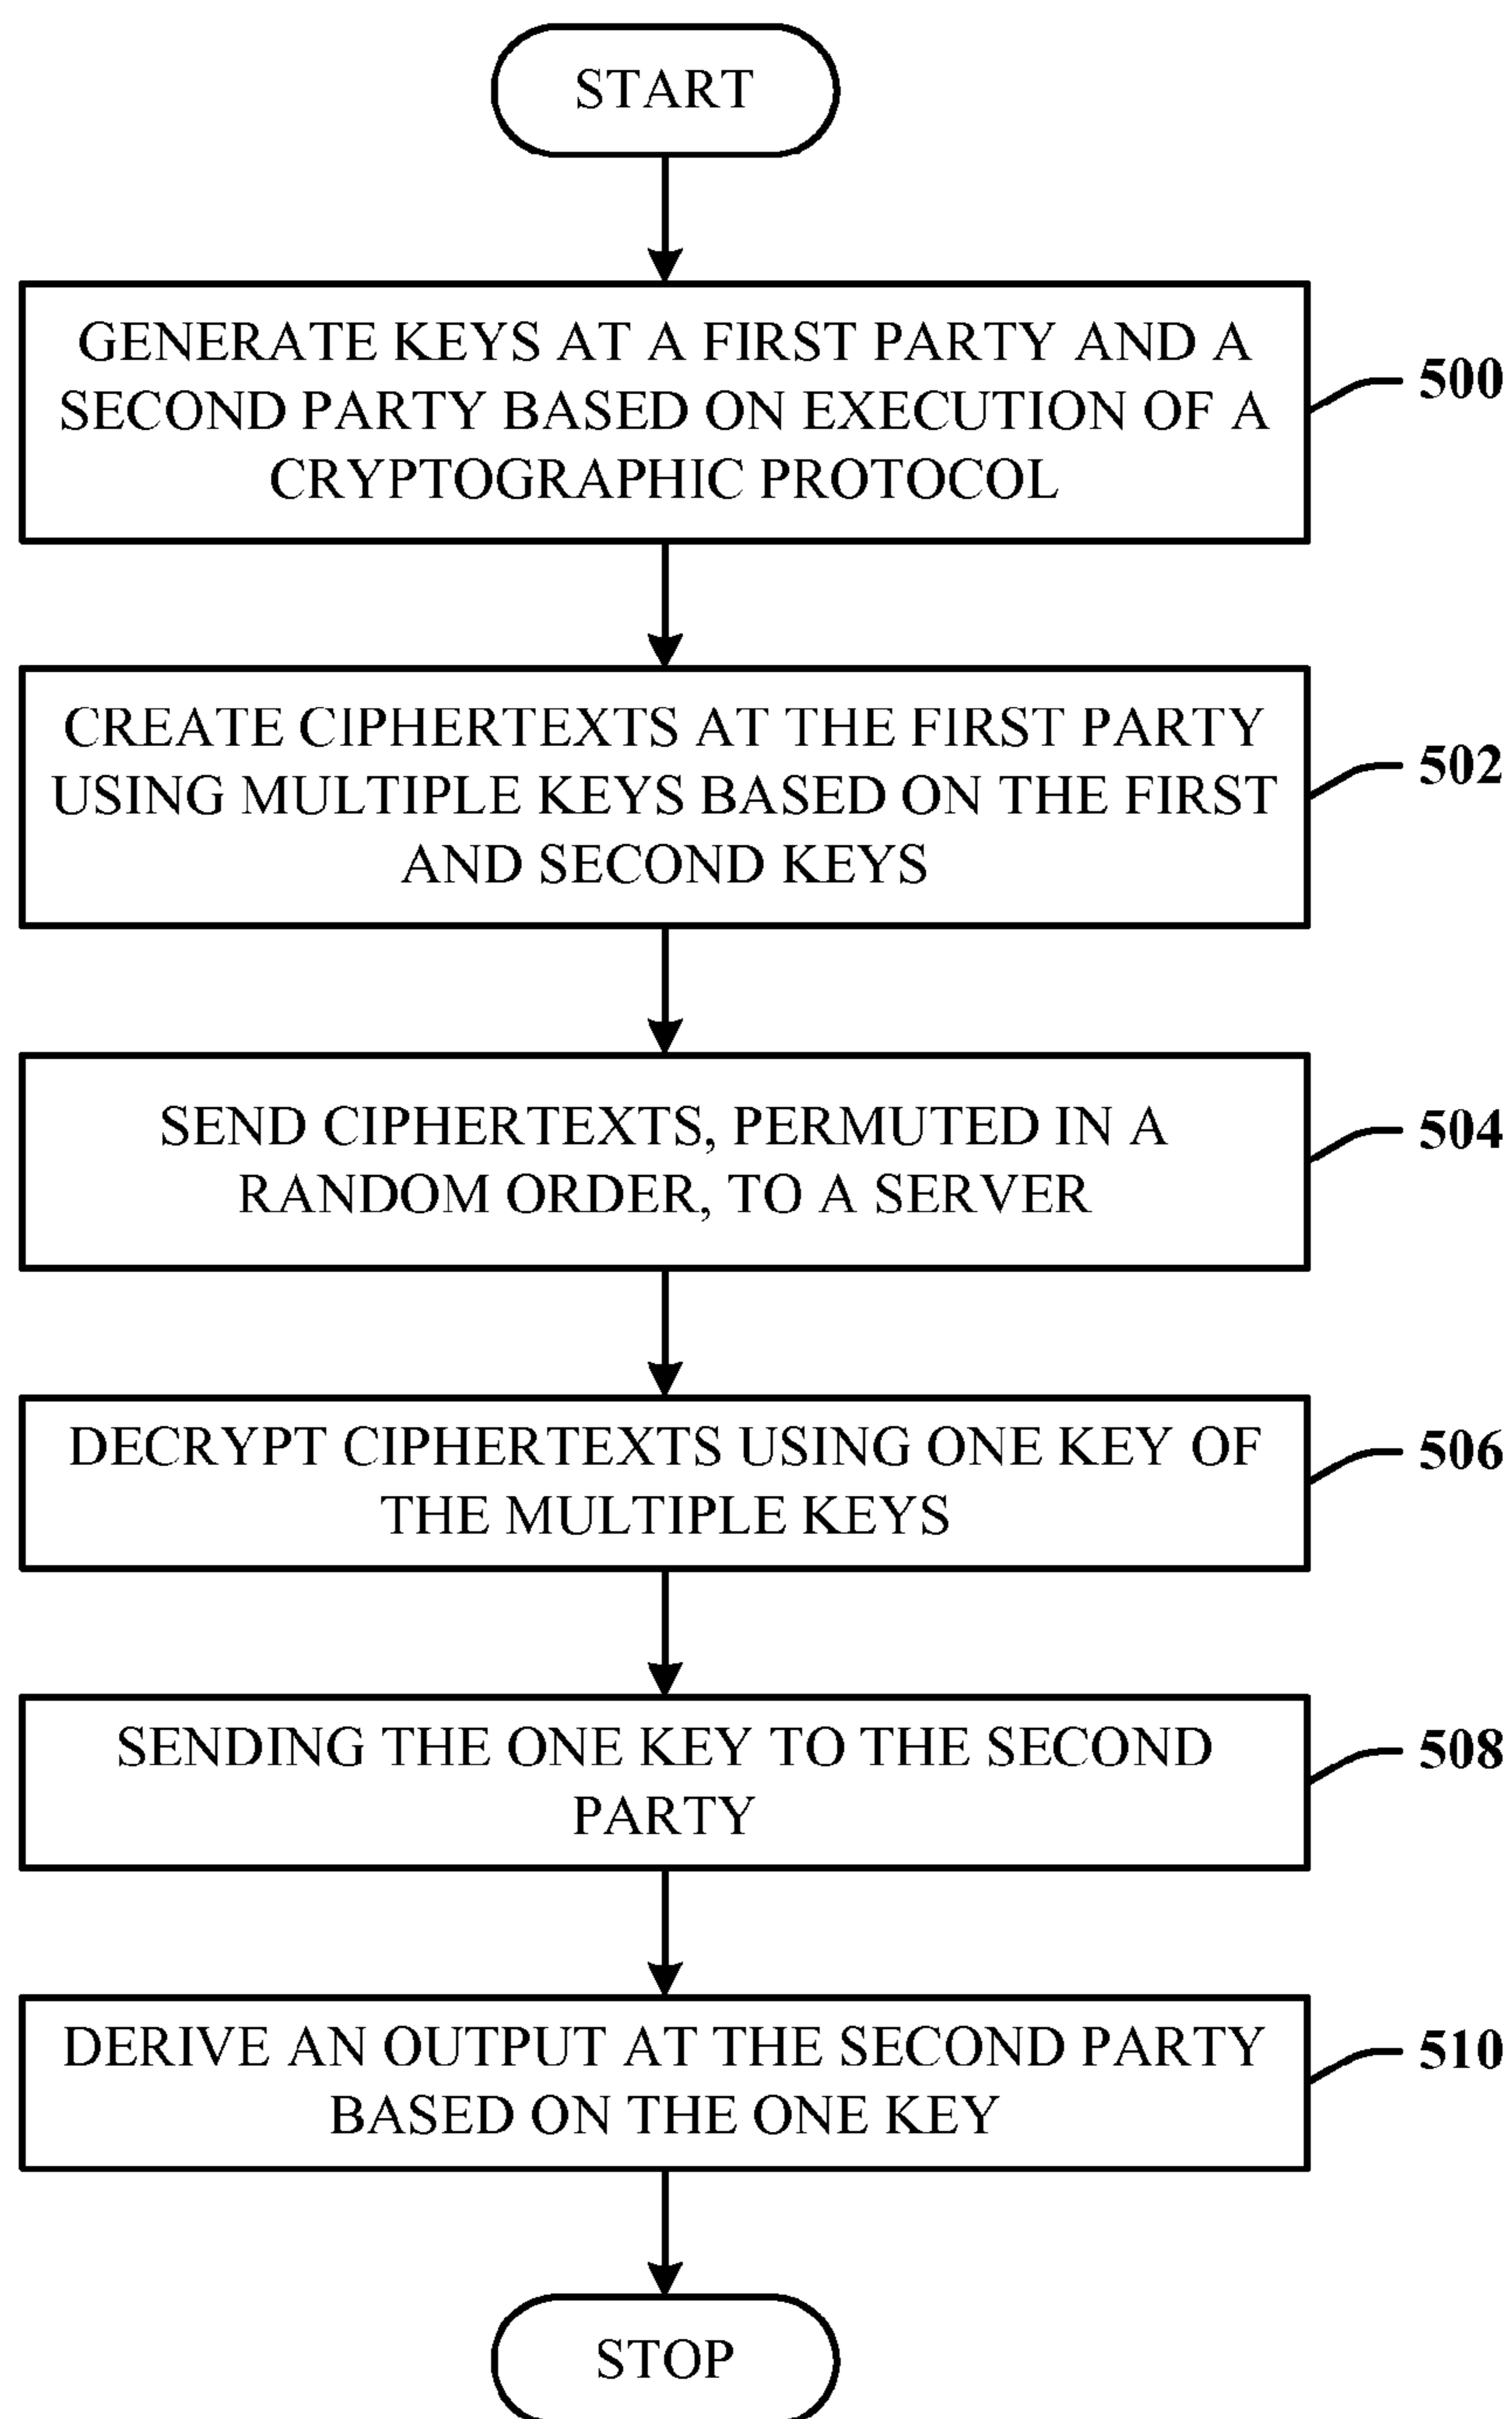 START
GENERATE KEYS AT A FIRST PARTY AND A
SECOND PARTY BASED ON EXECUTION OF A
CRYPTOGRAPHIC PROTOCOL
500
CREATE CIPHERTEXTS AT THE FIRST PARTY
USING MULTIPLE KEYS BASED ON THE FIRST
AND SECOND KEYS
502
SEND CIPHERTEXTS, PERMUTED IN A
RANDOM ORDER, TO A SERVER
504
DECRYPT CIPHERTEXTS USING ONE KEY OF
THE MULTIPLE KEYS
506
SENDING THE ONE KEY TO THE SECOND
PARTY
508
DERIVE AN OUTPUT AT THE SECOND PARTY
BASED ON THE ONE KEY
510
STOP